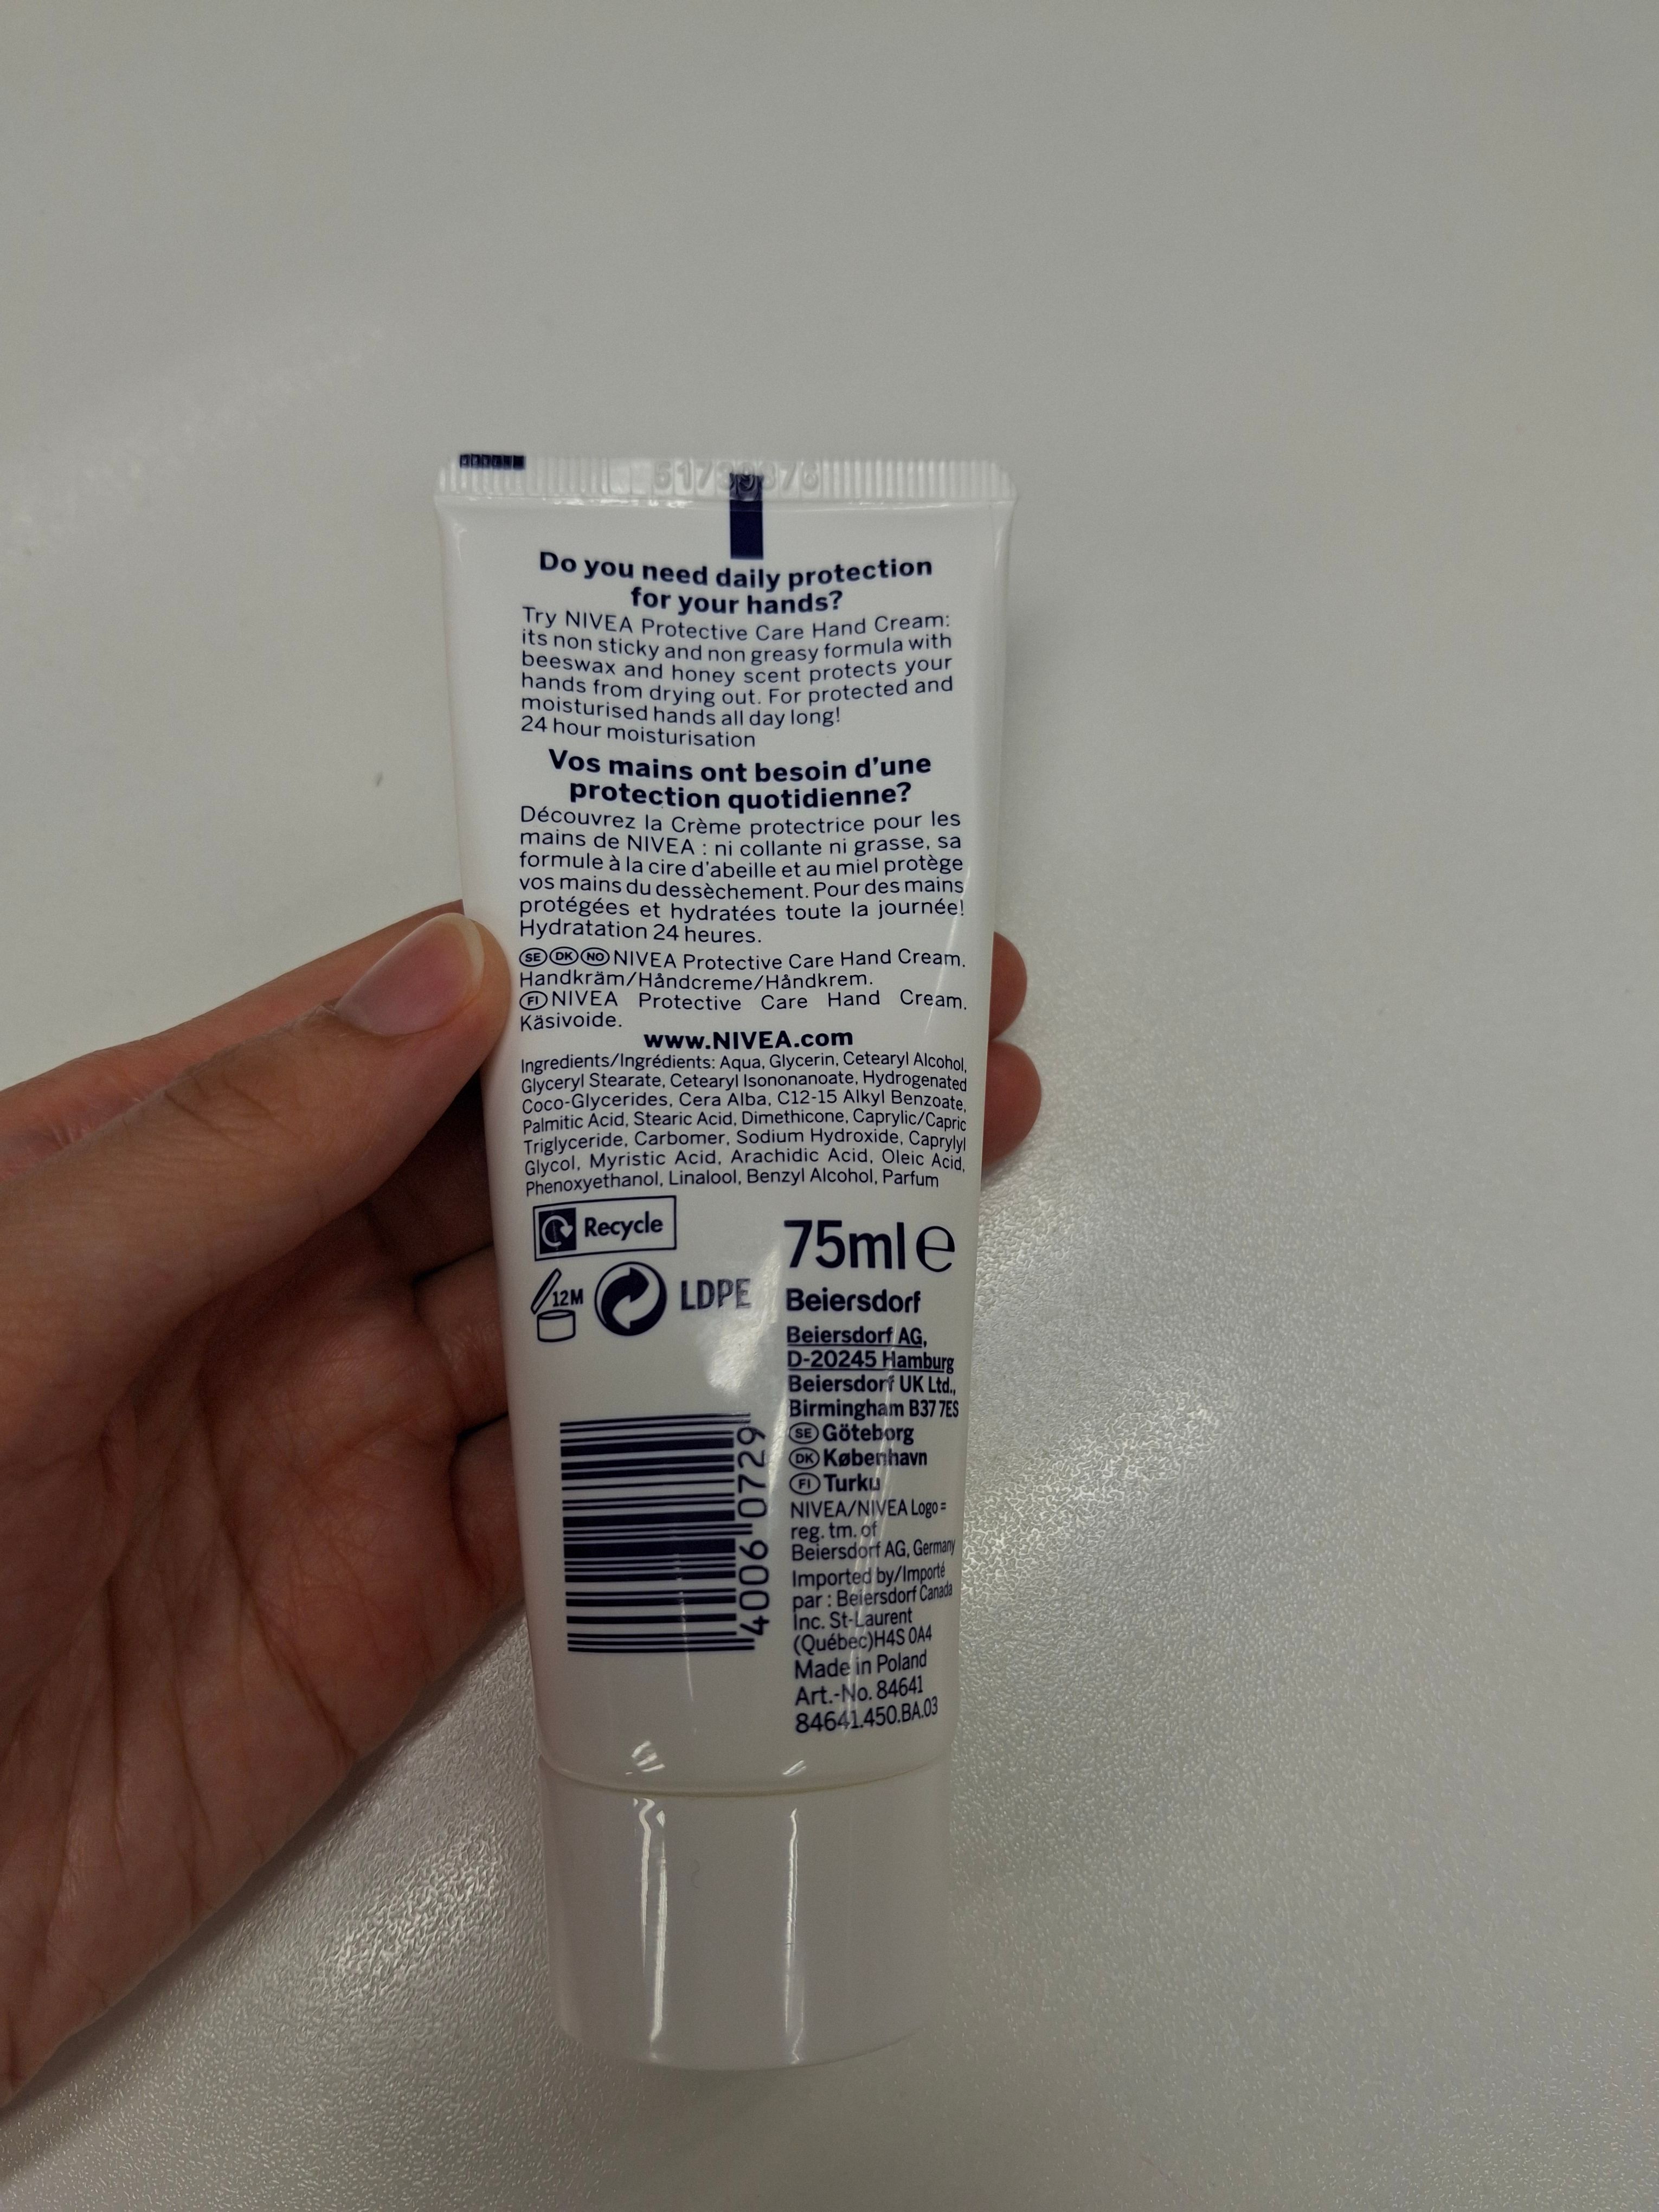 Do you need daily protection
for your hands?
Try NIVEA Protective Care Hand Cream:
its non sticky and non greasy formula with
beeswax and honey scent protects your
hands from drying out. For protected and
moisturised hands all day long!
24 hour moisturisation
Vos mains ont besoin d'une
protection quotidienne?
Découvrez la Crème protectrice pour les
mains de NIVEA : ni collante ni grasse, sa
formule à la cire d'abeille et au miel protège
vos mains du dessèchement. Pour des mains
protégées et hydratées toute la journée!
Hydratation 24 heures.
SE DK NO NIVEA Protective Care Hand Cream.
Handkräm/Håndcreme/Håndkrem.
FI NIVEA Protective Care Hand Cream.
Käsivoide.
www.NIVEA.com
Ingredients/Ingrédients: Aqua, Glycerin, Cetearyl Alcohol,
Glyceryl Stearate, Cetearyl Isononanoate, Hydrogenated
Coco-Glycerides, Cera Alba, C12-15 Alkyl Benzoate,
Palmitic Acid, Stearic Acid, Dimethicone, Caprylic/Capric
Triglyceride, Carbomer, Sodium Hydroxide, Caprylyl
Glycol, Myristic Acid, Arachidic Acid, Oleic Acid,
Phenoxyethanol, Linalool, Benzyl Alcohol, Parfum
Recycle
12M
LDPE
4006 0729
75ml e
Beiersdorf
Beiersdorf AG,
D-20245 Hamburg
Beiersdorf UK Ltd.,
Birmingham B37 7ES
SE Göteborg
DK København
FI Turku
NIVEA/NIVEA Logo =
reg. tm. of
Beiersdorf AG, Germany
Imported by/Importé
par : Beiersdorf Canada
Inc. St-Laurent
(Québec)H4S 0A4
Made in Poland
Art.-No. 84641
84641.450.BA.03